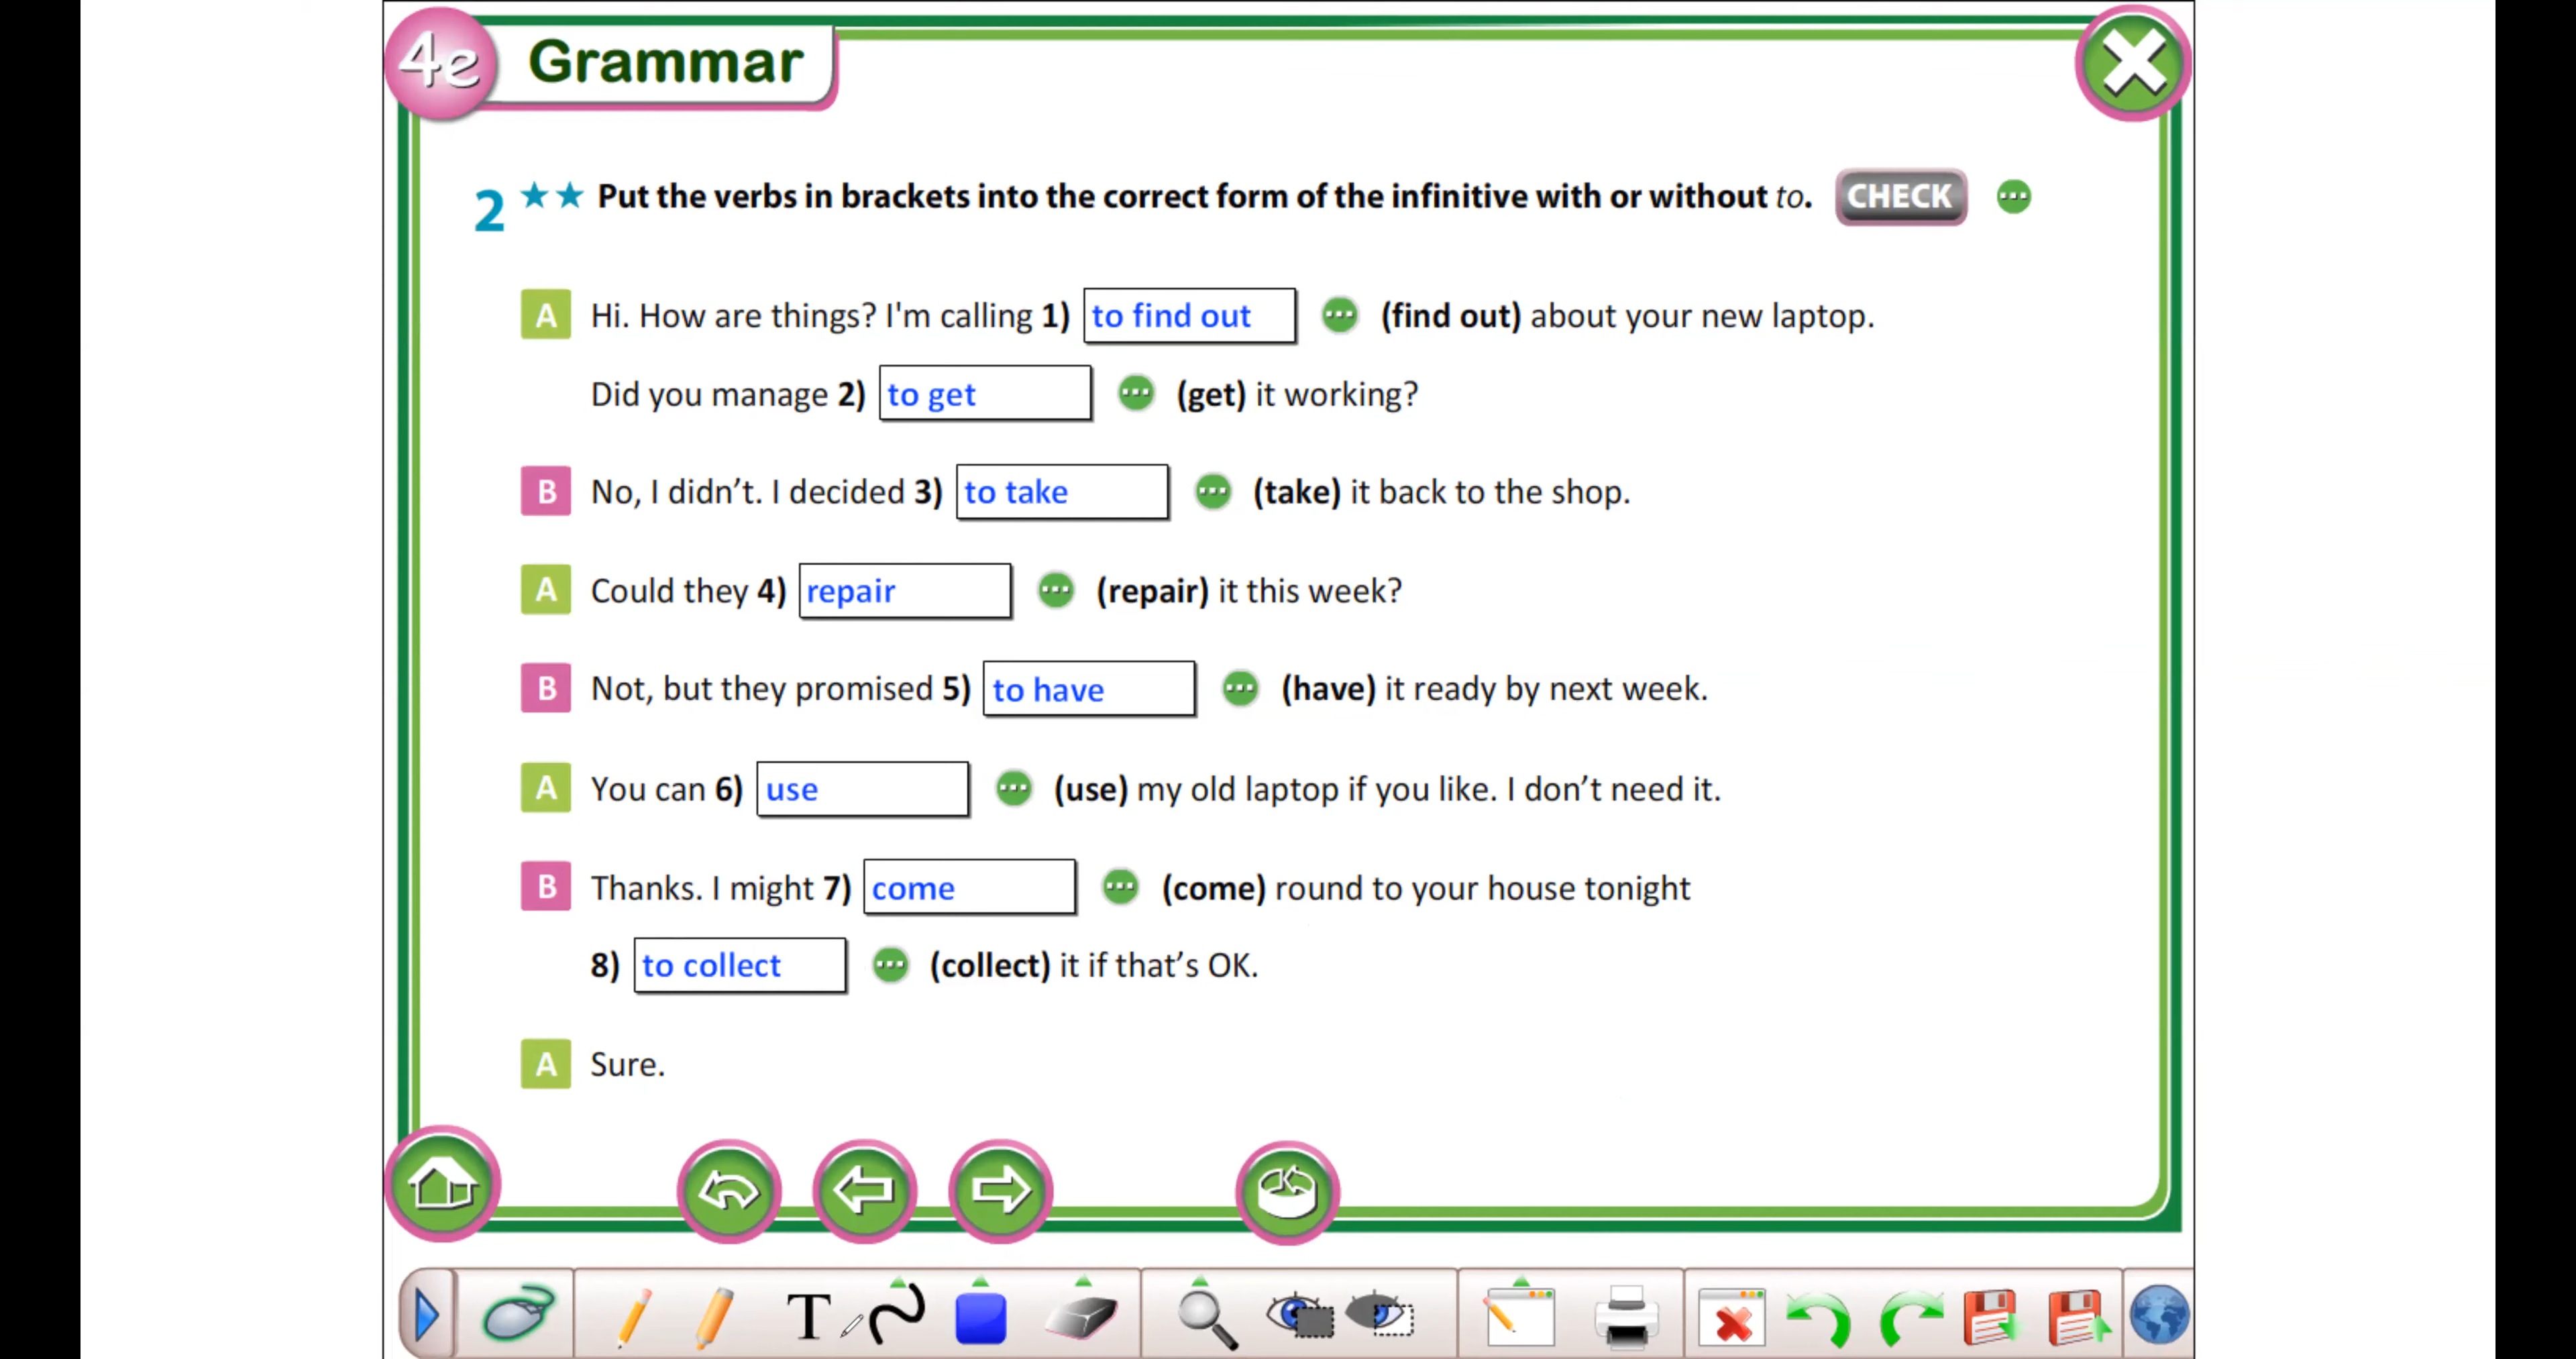 4e Grammar
2 ★★ Put the verbs in brackets into the correct form of the infinitive with or without to. CHECK
A Hi. How are things? I'm calling 1) to find out (find out) about your new laptop.
Did you manage 2) to get (get) it working?
B No, I didn’t. I decided 3) to take (take) it back to the shop.
A Could they 4) repair (repair) it this week?
B Not, but they promised 5) to have (have) it ready by next week.
A You can 6) use (use) my old laptop if you like. I don’t need it.
B Thanks. I might 7) come (come) round to your house tonight
8) to collect (collect) it if that’s OK.
A Sure.
T